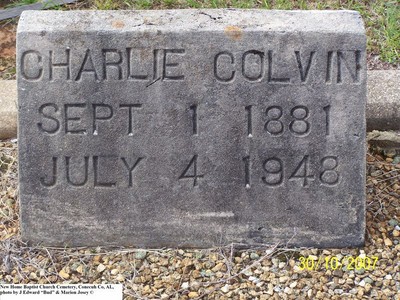 CHARLIE COLVIN
SEPT 1 1881
JULY 4 1948
30/10/2007
New Home Baptist Church Cemetery, Conecuh Co, AL,
photo by J Edward "Bud" & Marion Josey ©